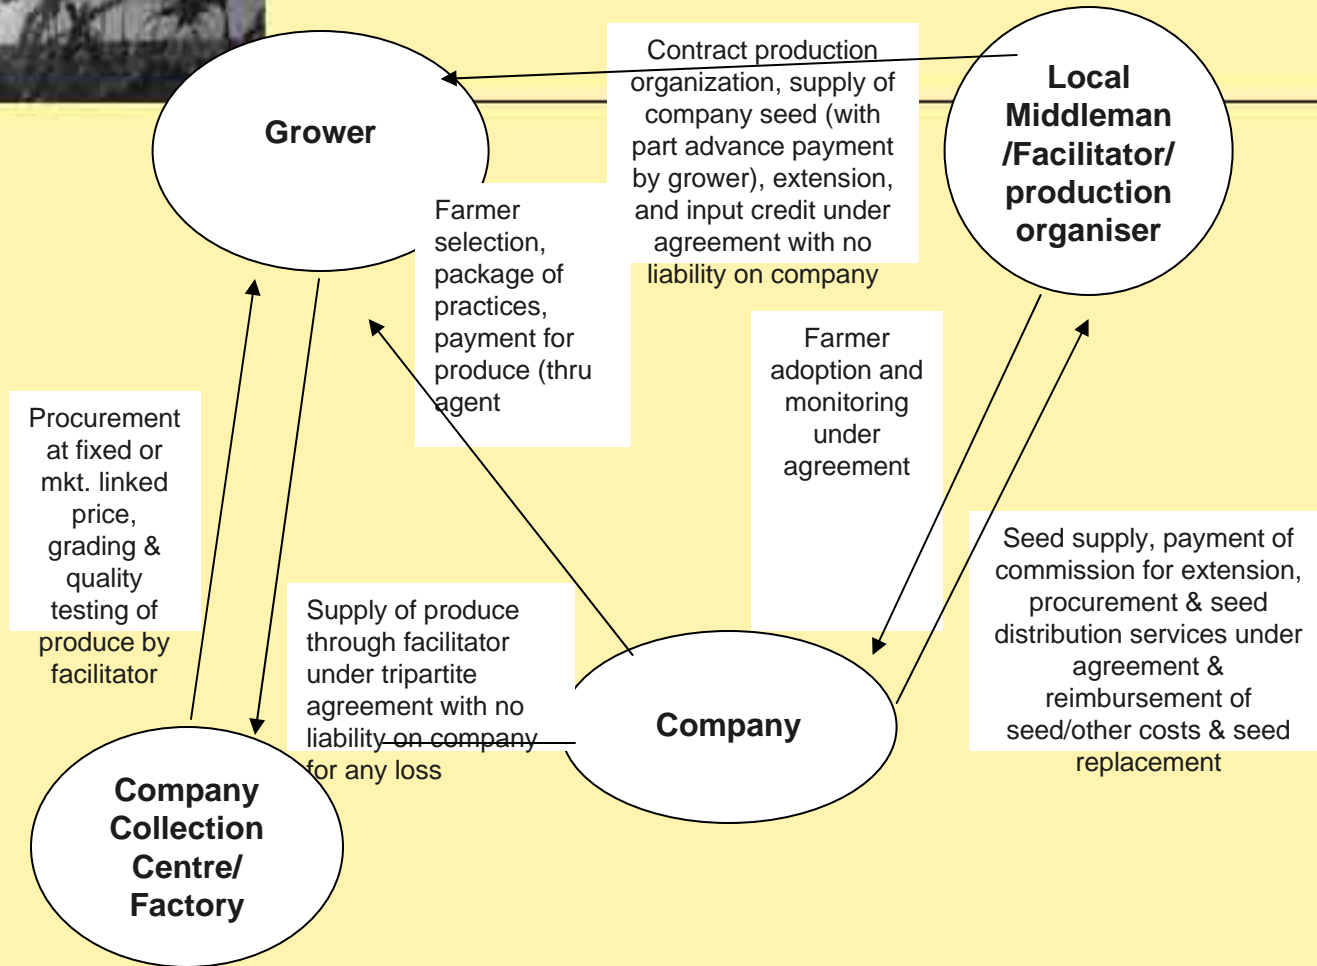 Grower
Contract production
organization, supply of
company seed (with
part advance payment
by grower), extension,
and input credit under
agreement with no
liability on company
Local
Middleman
/Facilitator/
production
organiser
Farmer
selection,
package of
practices,
payment for
produce (thru
agent
Farmer
adoption and
monitoring
under
agreement
Procurement
at fixed or
mkt. linked
price,
grading &
quality
testing of
produce by
facilitator
Seed supply, payment of
commission for extension,
procurement & seed
distribution services under
agreement &
reimbursement of
seed/other costs & seed
replacement
Supply of produce
through facilitator
under tripartite
agreement with no
liability on company
for any loss
Company
Company
Collection
Centre/
Factory